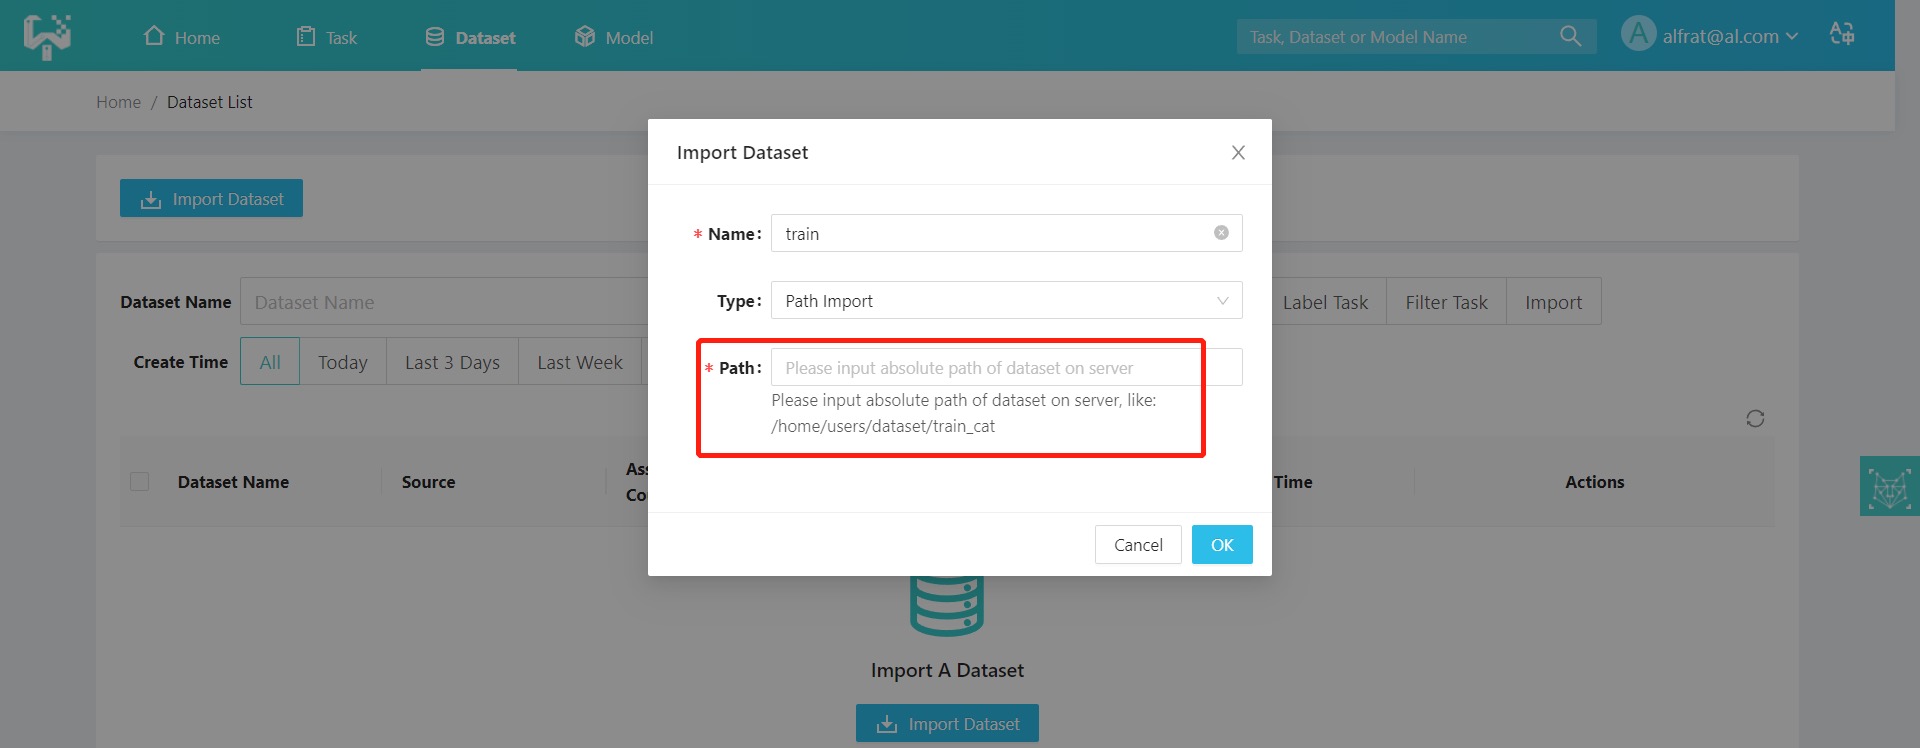 Home Task Dataset Model Task, Dataset or Model Name A alfrat@al.com
Home / Dataset List
Import Dataset
Import Dataset
* Name: train
Type: Path Import
* Path: Please input absolute path of dataset on server
Please input absolute path of dataset on server, like:
/home/users/dataset/train_cat
Cancel OK
Dataset Name Dataset Name Label Task Filter Task Import
Create Time All Today Last 3 Days Last Week
Dataset Name Source Time Actions
Import A Dataset
Import Dataset